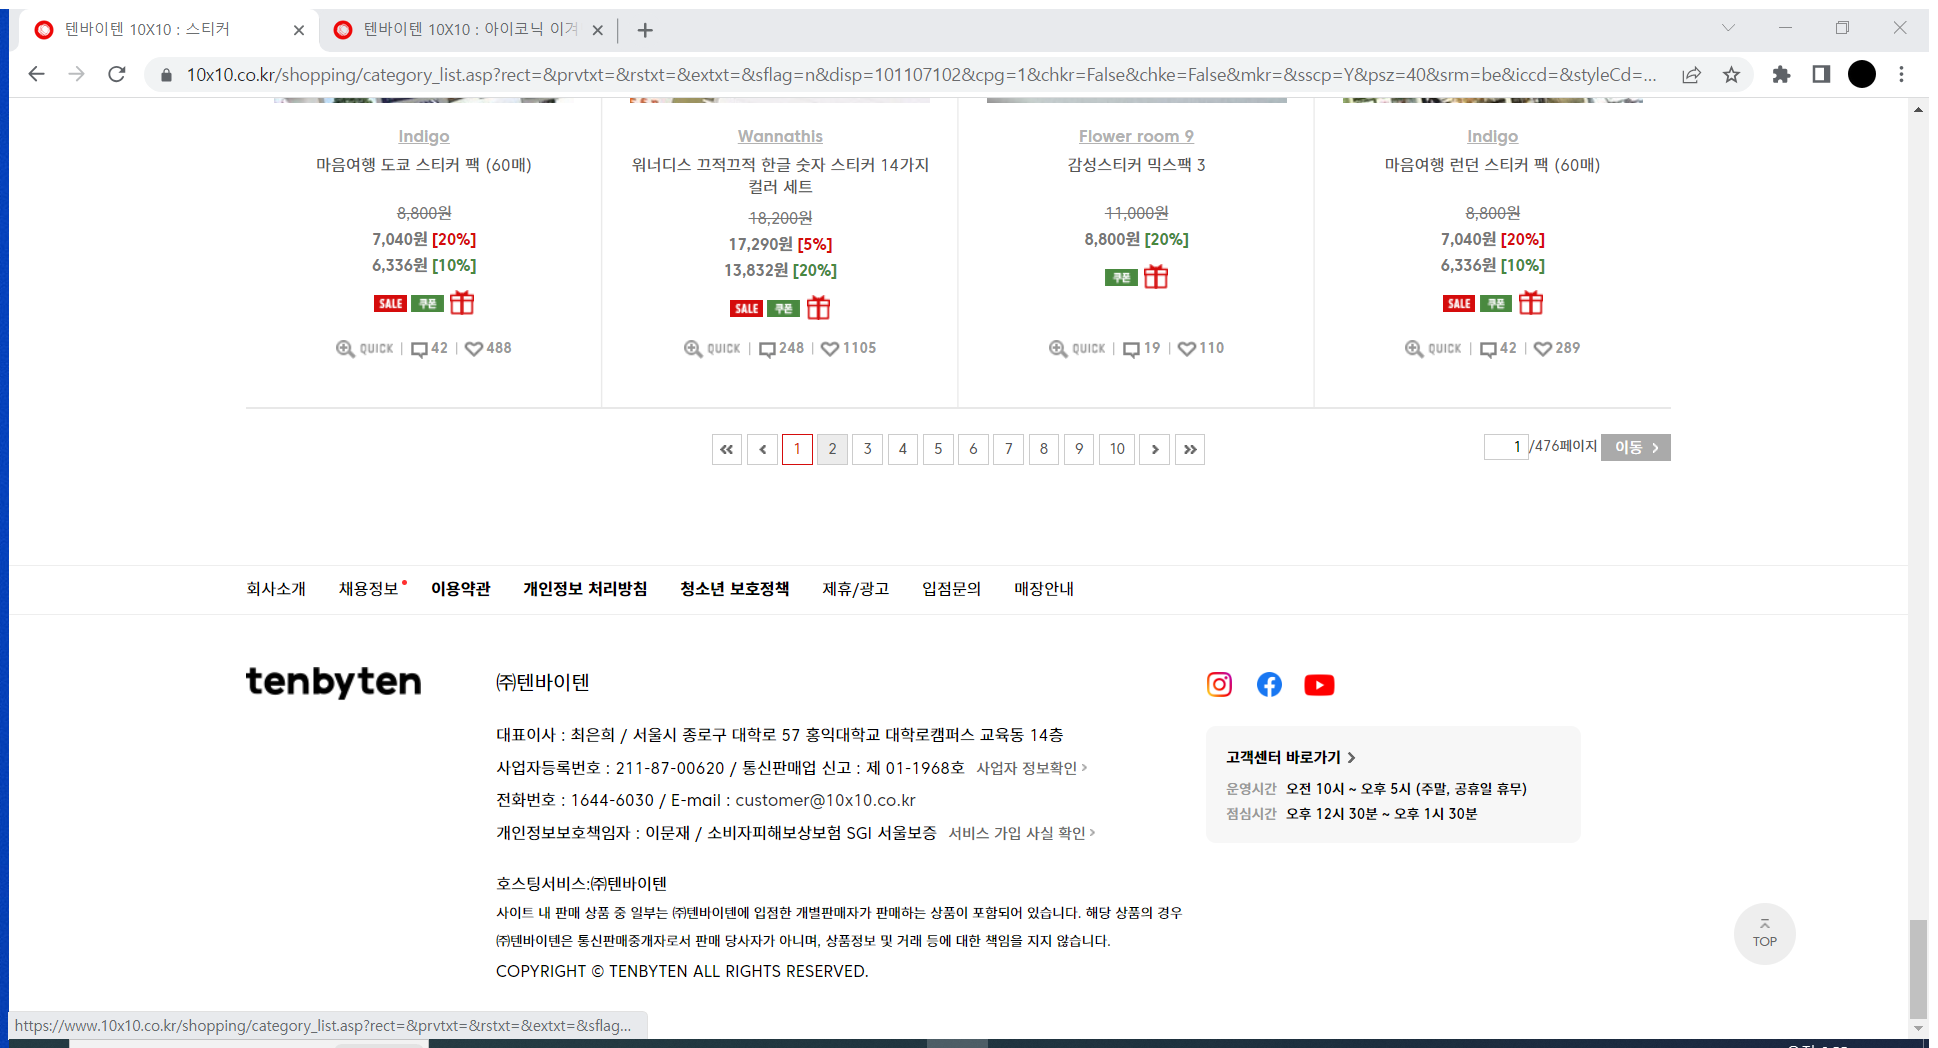 텐바이텐 10X10 : 스티커
텐바이텐 10X10 : 아이코닉 이겨
10x10.co.kr/shopping/category_list.asp?rect=&prvtxt=&rstxt=&extxt=&sflag=n&disp=101107102&cpg=1&chkr=False&chke=False&mkr=&sscp=Y&psz=40&srm=be&iccd=&styleCd=...
Indigo
마음여행 도쿄 스티커 팩 (60매)
8,800원
7,040원 [20%]
6,336원 [10%]
SALE 쿠폰
QUICK | 42 | 488
Wannathis
워너디스 끄적끄적 한글 숫자 스티커 14가지
컬러 세트
18,200원
17,290원 [5%]
13,832원 [20%]
SALE 쿠폰
QUICK | 248 | 1105
Flower room 9
감성스티커 믹스팩 3
11,000원
8,800원 [20%]
쿠폰
QUICK | 19 | 110
Indigo
마음여행 런던 스티커 팩 (60매)
8,800원
7,040원 [20%]
6,336원 [10%]
SALE 쿠폰
QUICK | 42 | 289
« ‹ 1 2 3 4 5 6 7 8 9 10 › »
1 /476페이지 이동 >
회사소개 채용정보 이용약관 개인정보 처리방침 청소년 보호정책 제휴/광고 입점문의 매장안내
tenbyten
㈜텐바이텐
대표이사 : 최은희 / 서울시 종로구 대학로 57 홍익대학교 대학로캠퍼스 교육동 14층
사업자등록번호 : 211-87-00620 / 통신판매업 신고 : 제 01-1968호 사업자 정보확인 >
전화번호 : 1644-6030 / E-mail : customer@10x10.co.kr
개인정보보호책임자 : 이문재 / 소비자피해보상보험 SGI 서울보증 서비스 가입 사실 확인 >
호스팅서비스:㈜텐바이텐
사이트 내 판매 상품 중 일부는 ㈜텐바이텐에 입점한 개별판매자가 판매하는 상품이 포함되어 있습니다. 해당 상품의 경우
㈜텐바이텐은 통신판매중개자로서 판매 당사자가 아니며, 상품정보 및 거래 등에 대한 책임을 지지 않습니다.
COPYRIGHT © TENBYTEN ALL RIGHTS RESERVED.
고객센터 바로가기 >
운영시간 오전 10시 ~ 오후 5시 (주말, 공휴일 휴무)
점심시간 오후 12시 30분 ~ 오후 1시 30분
TOP
https://www.10x10.co.kr/shopping/category_list.asp?rect=&prvtxt=&rstxt=&extxt=&sflag...